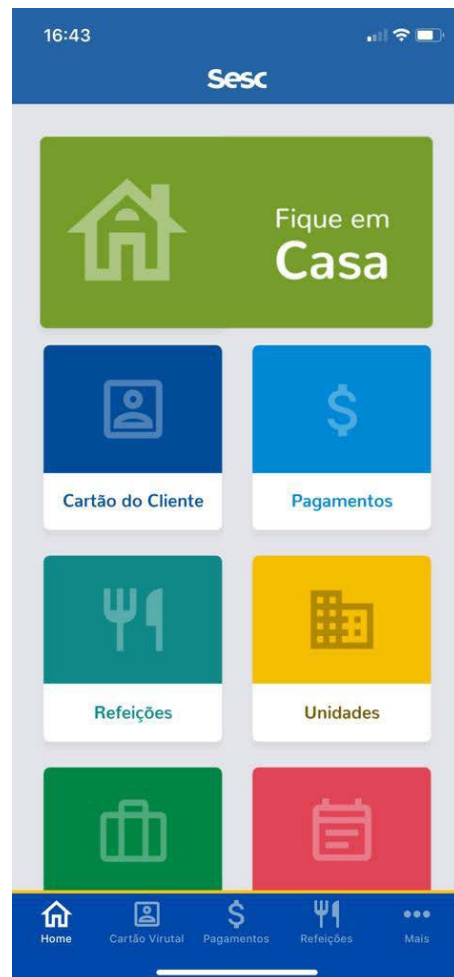 16:43
Sesc
Fique em
Casa
Cartão do Cliente
Pagamentos
Refeições
Unidades
Home
Cartão Virutal
Pagamentos
Refeições
Mais